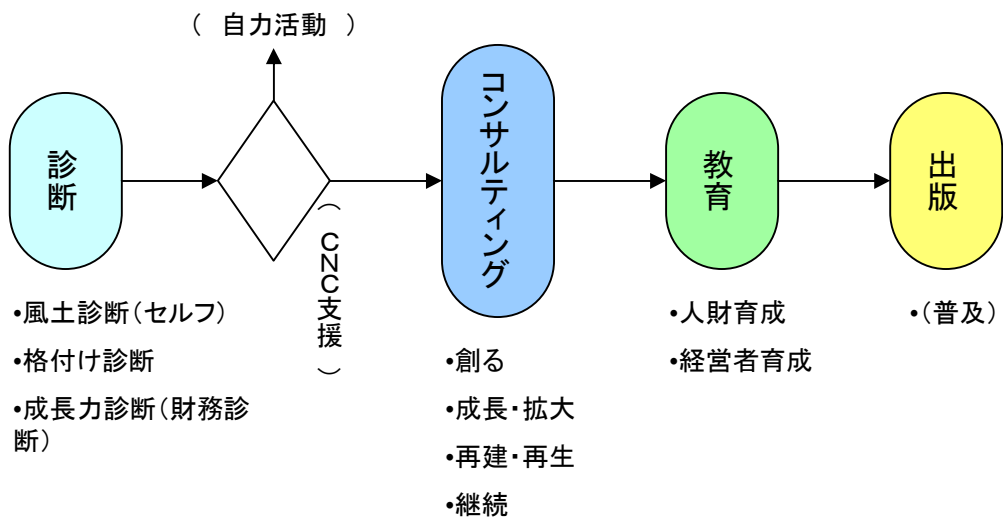 （ 自力活動 ）
診断
（ CNC支援 ）
コンサルティング
教育
出版
•風土診断（セルフ）
•格付け診断
•成長力診断（財務診
断）
•創る
•成長・拡大
•再建・再生
•継続
•人財育成
•経営者育成
•（普及）